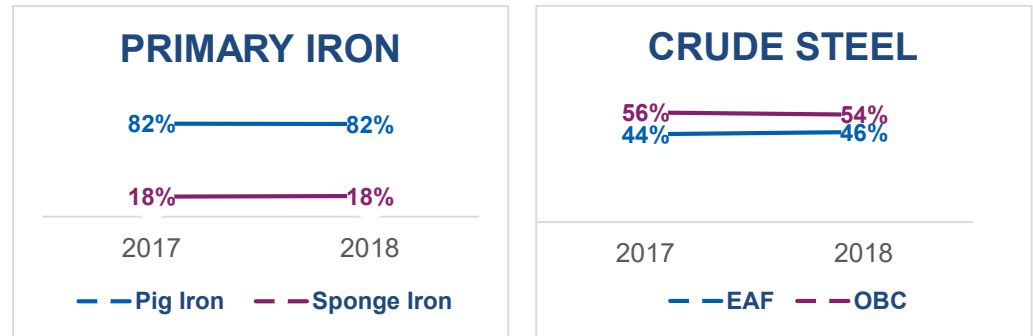 PRIMARY IRON
82% 82%
18% 18%
2017 2018
Pig Iron Sponge Iron
CRUDE STEEL
56% 54%
44% 46%
2017 2018
EAF OBC